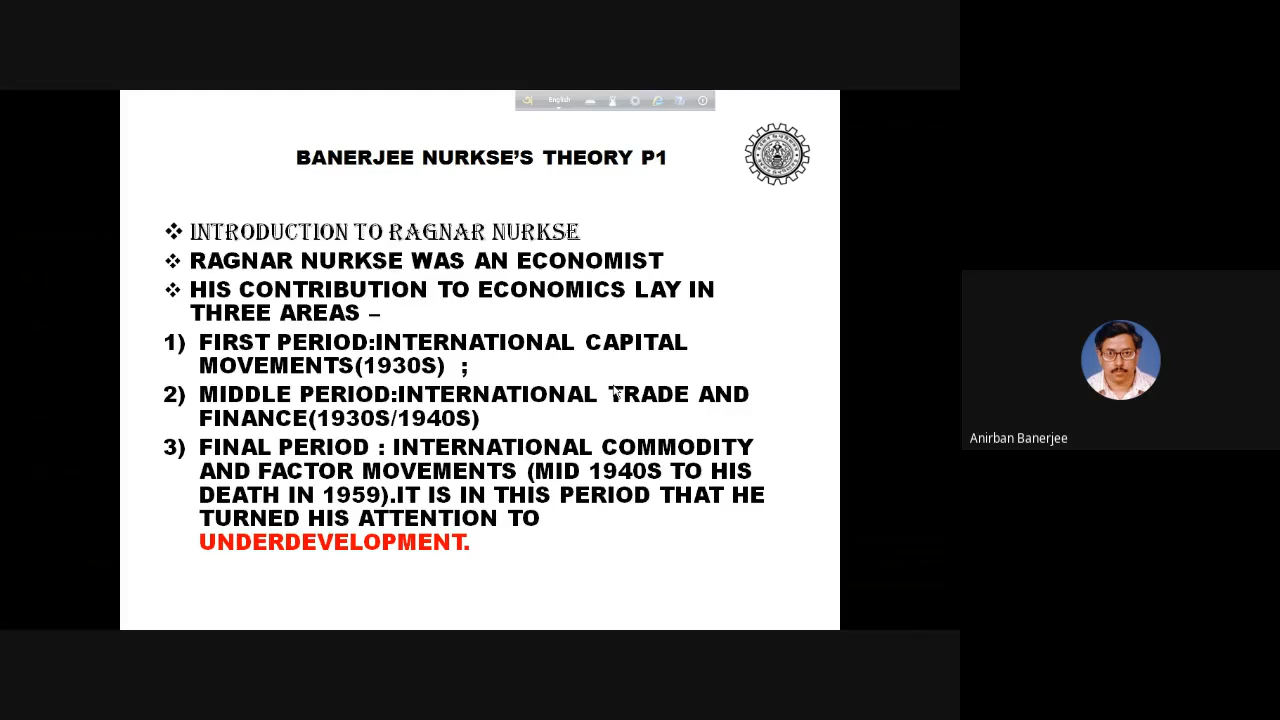 অ English
BANERJEE NURKSE’S THEORY P1
❖ INTRODUCTION TO RAGNAR NURKSE
❖ RAGNAR NURKSE WAS AN ECONOMIST
❖ HIS CONTRIBUTION TO ECONOMICS LAY IN
THREE AREAS –
1) FIRST PERIOD:INTERNATIONAL CAPITAL
MOVEMENTS(1930S) ;
2) MIDDLE PERIOD:INTERNATIONAL TRADE AND
FINANCE(1930S/1940S)
3) FINAL PERIOD : INTERNATIONAL COMMODITY
AND FACTOR MOVEMENTS (MID 1940S TO HIS
DEATH IN 1959).IT IS IN THIS PERIOD THAT HE
TURNED HIS ATTENTION TO
UNDERDEVELOPMENT.
Anirban Banerjee